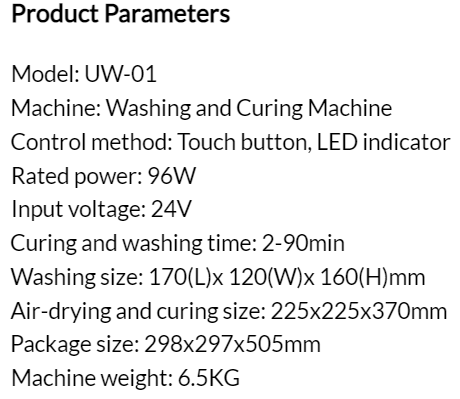 Product Parameters
Model: UW-01
Machine: Washing and Curing Machine
Control method: Touch button, LED indicator
Rated power: 96W
Input voltage: 24V
Curing and washing time: 2-90min
Washing size: 170(L)x 120(W)x 160(H)mm
Air-drying and curing size: 225x225x370mm
Package size: 298x297x505mm
Machine weight: 6.5KG